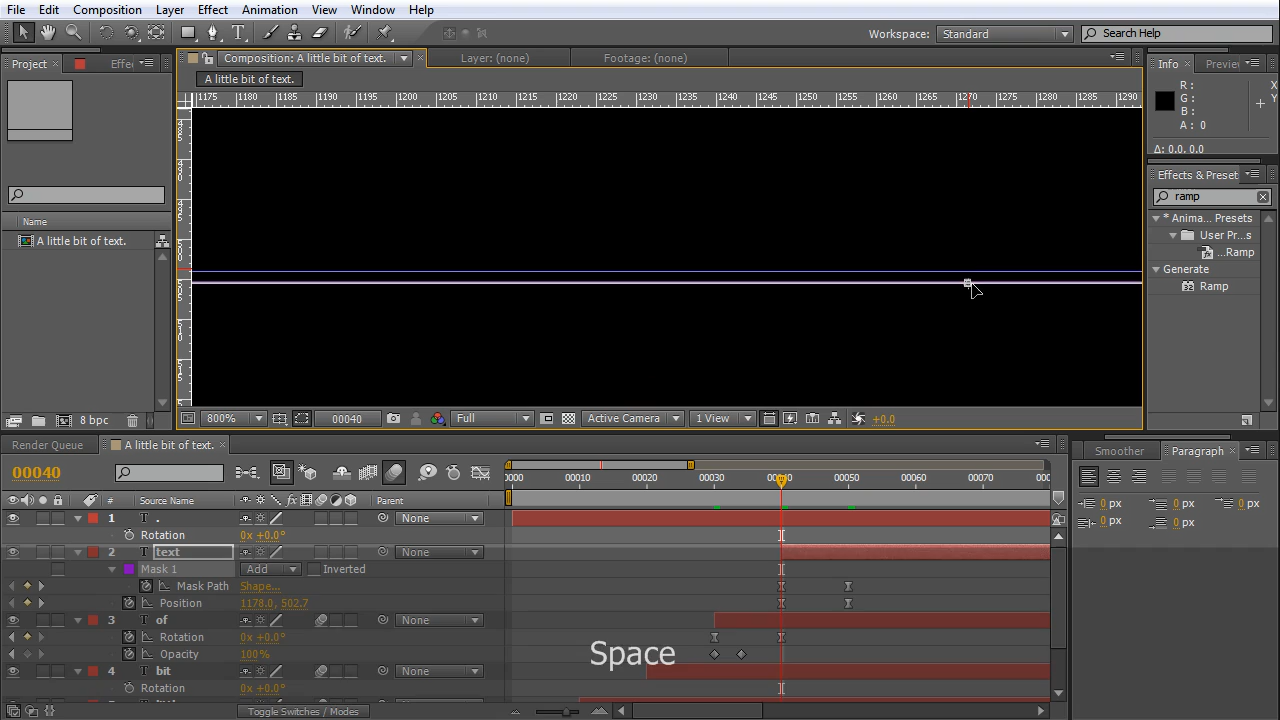 File Edit Composition Layer Effect Animation View Window Help
Workspace: Standard Search Help
Project Effe Composition: A little bit of text. Layer: (none) Footage: (none) Info Previe
A little bit of text.
1175 1180 1185 1190 1195 1200 1205 1210 1215 1220 1225 1230 1235 1240 1245 1250 1255 1260 1265 1270 1275 1280 1285 1290
R : X
G : Y
B :
A : 0
Δ: 0.0, 0.0
Effects & Preset
ramp
* Anima... Presets
User Pr...s
...Ramp
Generate
Ramp
Name
A little bit of text.
8 bpc
800% 00040 Full Active Camera 1 View +0.0
Render Queue A little bit of text. Smoother Paragraph
00040
0000 00010 00020 00030 00050 00060 00070 000
# Source Name Parent
1 T . None
Rotation 0x +0.0°
2 T text None
Mask 1 Add Inverted
Mask Path Shape...
Position 1178.0, 502.7
3 T of None
Rotation 0x +0.0°
Opacity 100%
4 T bit None
Rotation 0x +0.0°
Space
0 px 0 px 0 px
0 px 0 px
Toggle Switches / Modes